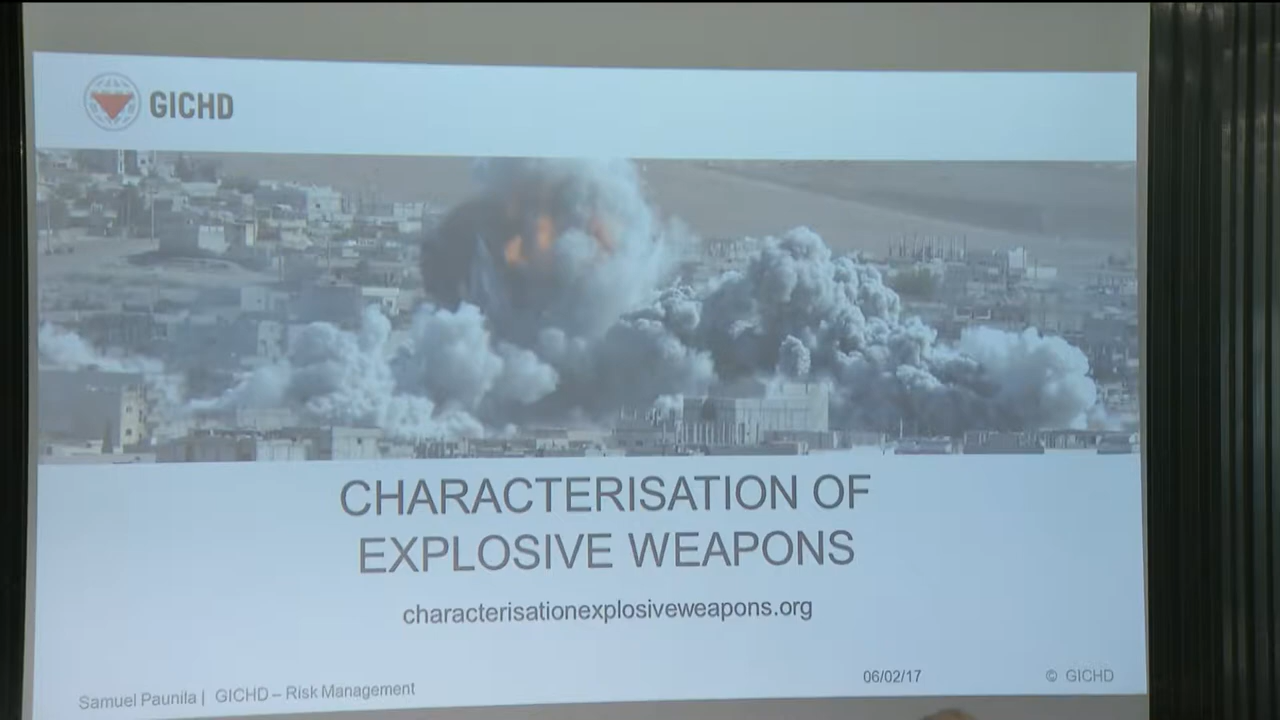 GICHD
CHARACTERISATION OF
EXPLOSIVE WEAPONS
characterisationexplosiveweapons.org
Samuel Paunila | GICHD – Risk Management
06/02/17
© GICHD